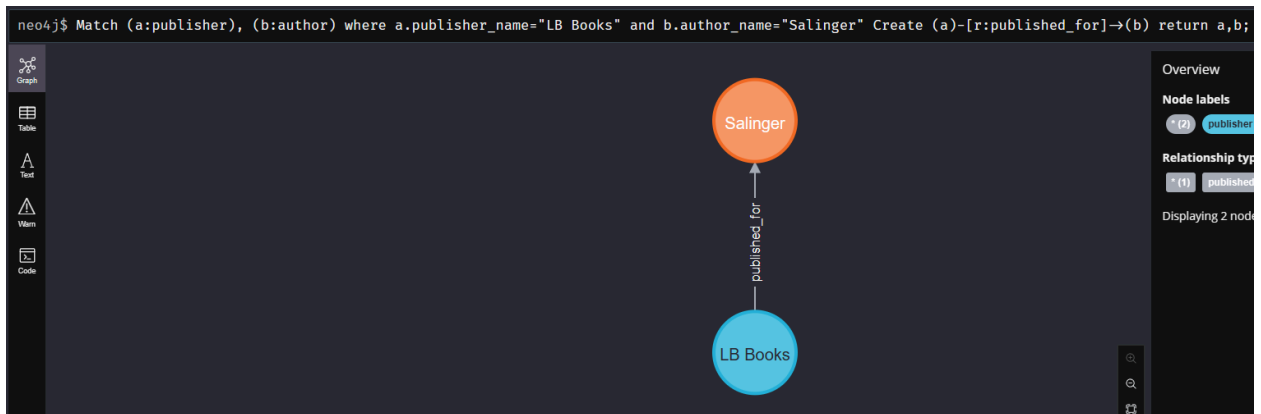 neo4j$ Match (a:publisher), (b:author) where a.publisher_name="LB Books" and b.author_name="Salinger" Create (a)-[r:published_for]→(b) return a,b;
Graph
Table
Text
Warn
Code
Salinger
published_for
LB Books
Overview
Node labels
* (2) publisher
Relationship typ
* (1) published
Displaying 2 node